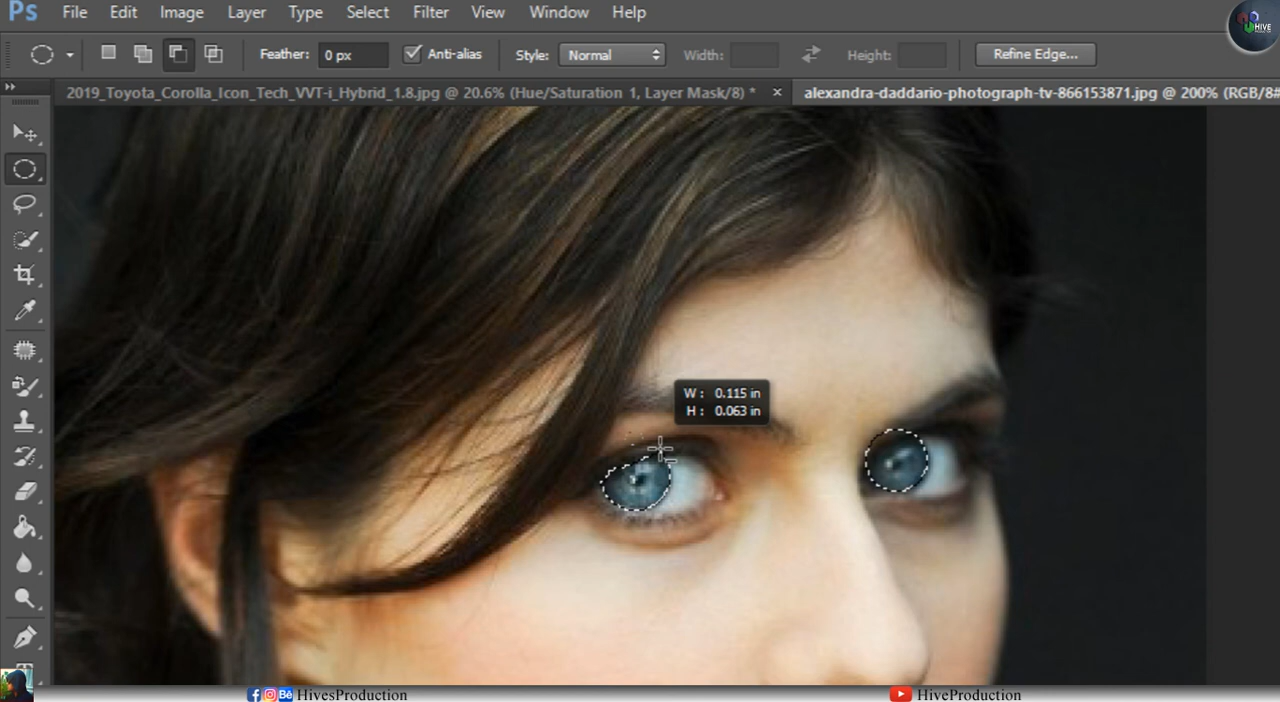 Ps File Edit Image Layer Type Select Filter View Window Help
HIVE
Feather: 0 px Anti-alias Style: Normal Width: Height: Refine Edge...
2019_Toyota_Corolla_Icon_Tech_VVT-i_Hybrid_1.8.jpg @ 20.6% (Hue/Saturation 1, Layer Mask/8) * × alexandra-daddario-photograph-tv-866153871.jpg @ 200% (RGB/8#
W : 0.115 in
H : 0.063 in
Bē HivesProduction HiveProduction